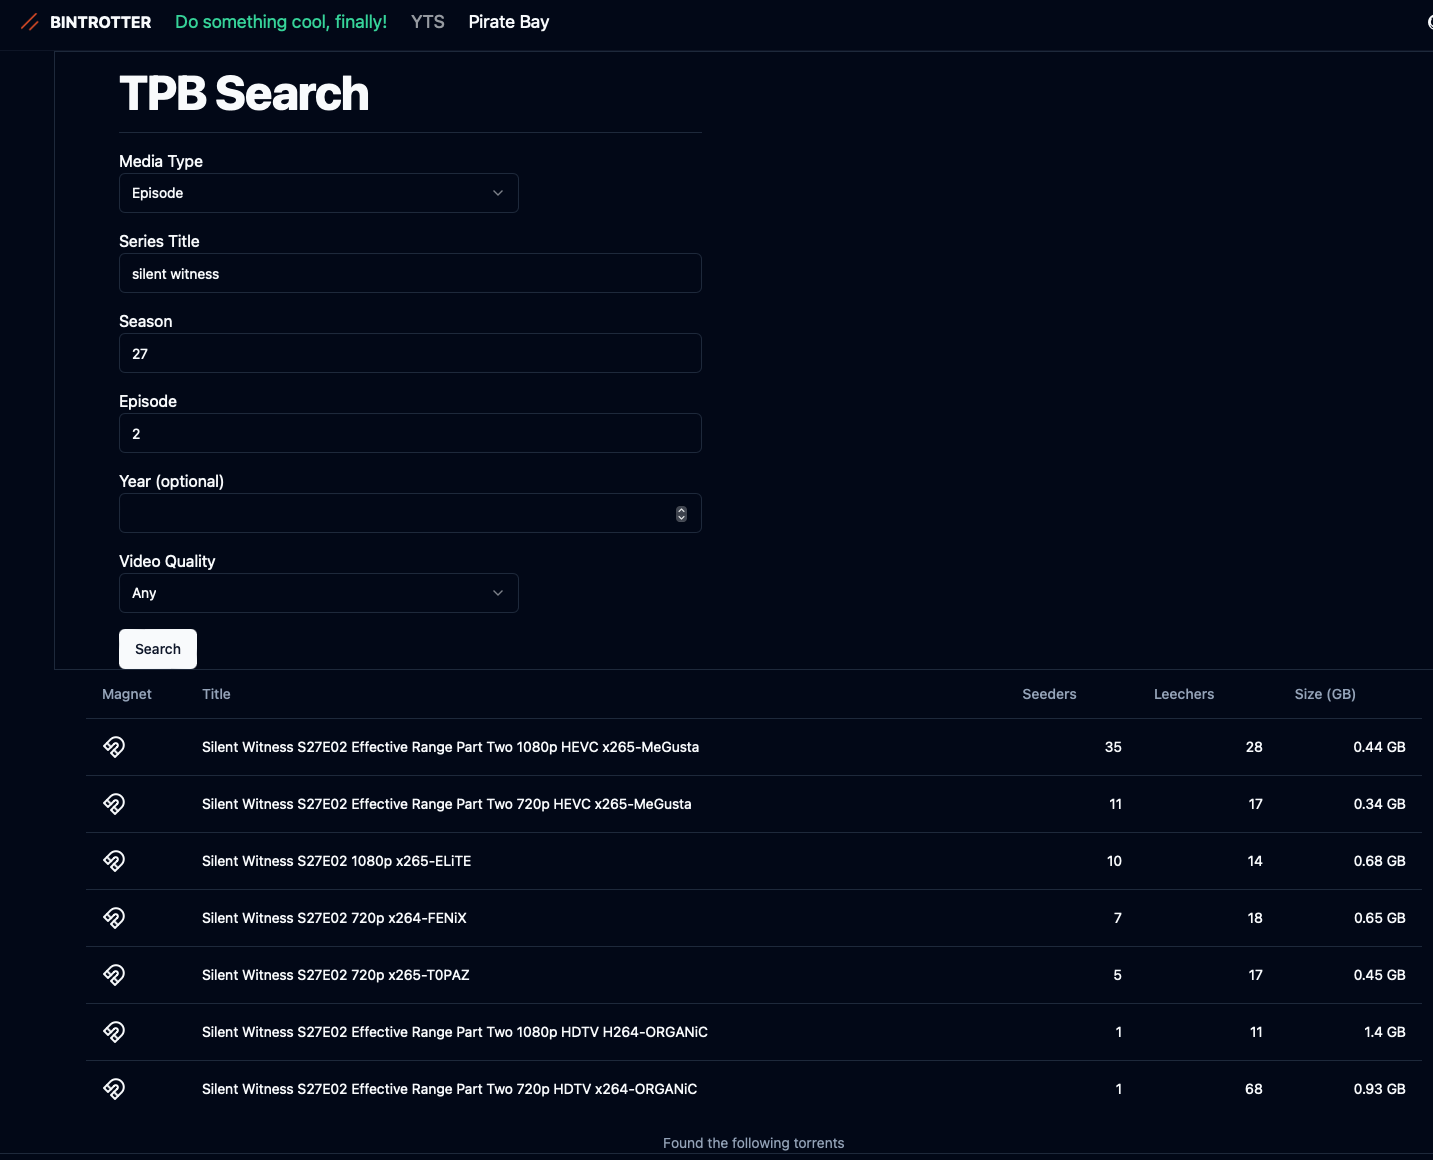 BINTROTTER Do something cool, finally! YTS Pirate Bay
TPB Search
Media Type
Episode
Series Title
silent witness
Season
27
Episode
2
Year (optional)
Video Quality
Any
Search
Magnet Title Seeders Leechers Size (GB)
Silent Witness S27E02 Effective Range Part Two 1080p HEVC x265-MeGusta 35 28 0.44 GB
Silent Witness S27E02 Effective Range Part Two 720p HEVC x265-MeGusta 11 17 0.34 GB
Silent Witness S27E02 1080p x265-ELiTE 10 14 0.68 GB
Silent Witness S27E02 720p x264-FENiX 7 18 0.65 GB
Silent Witness S27E02 720p x265-T0PAZ 5 17 0.45 GB
Silent Witness S27E02 Effective Range Part Two 1080p HDTV H264-ORGANiC 1 11 1.4 GB
Silent Witness S27E02 Effective Range Part Two 720p HDTV x264-ORGANiC 1 68 0.93 GB
Found the following torrents